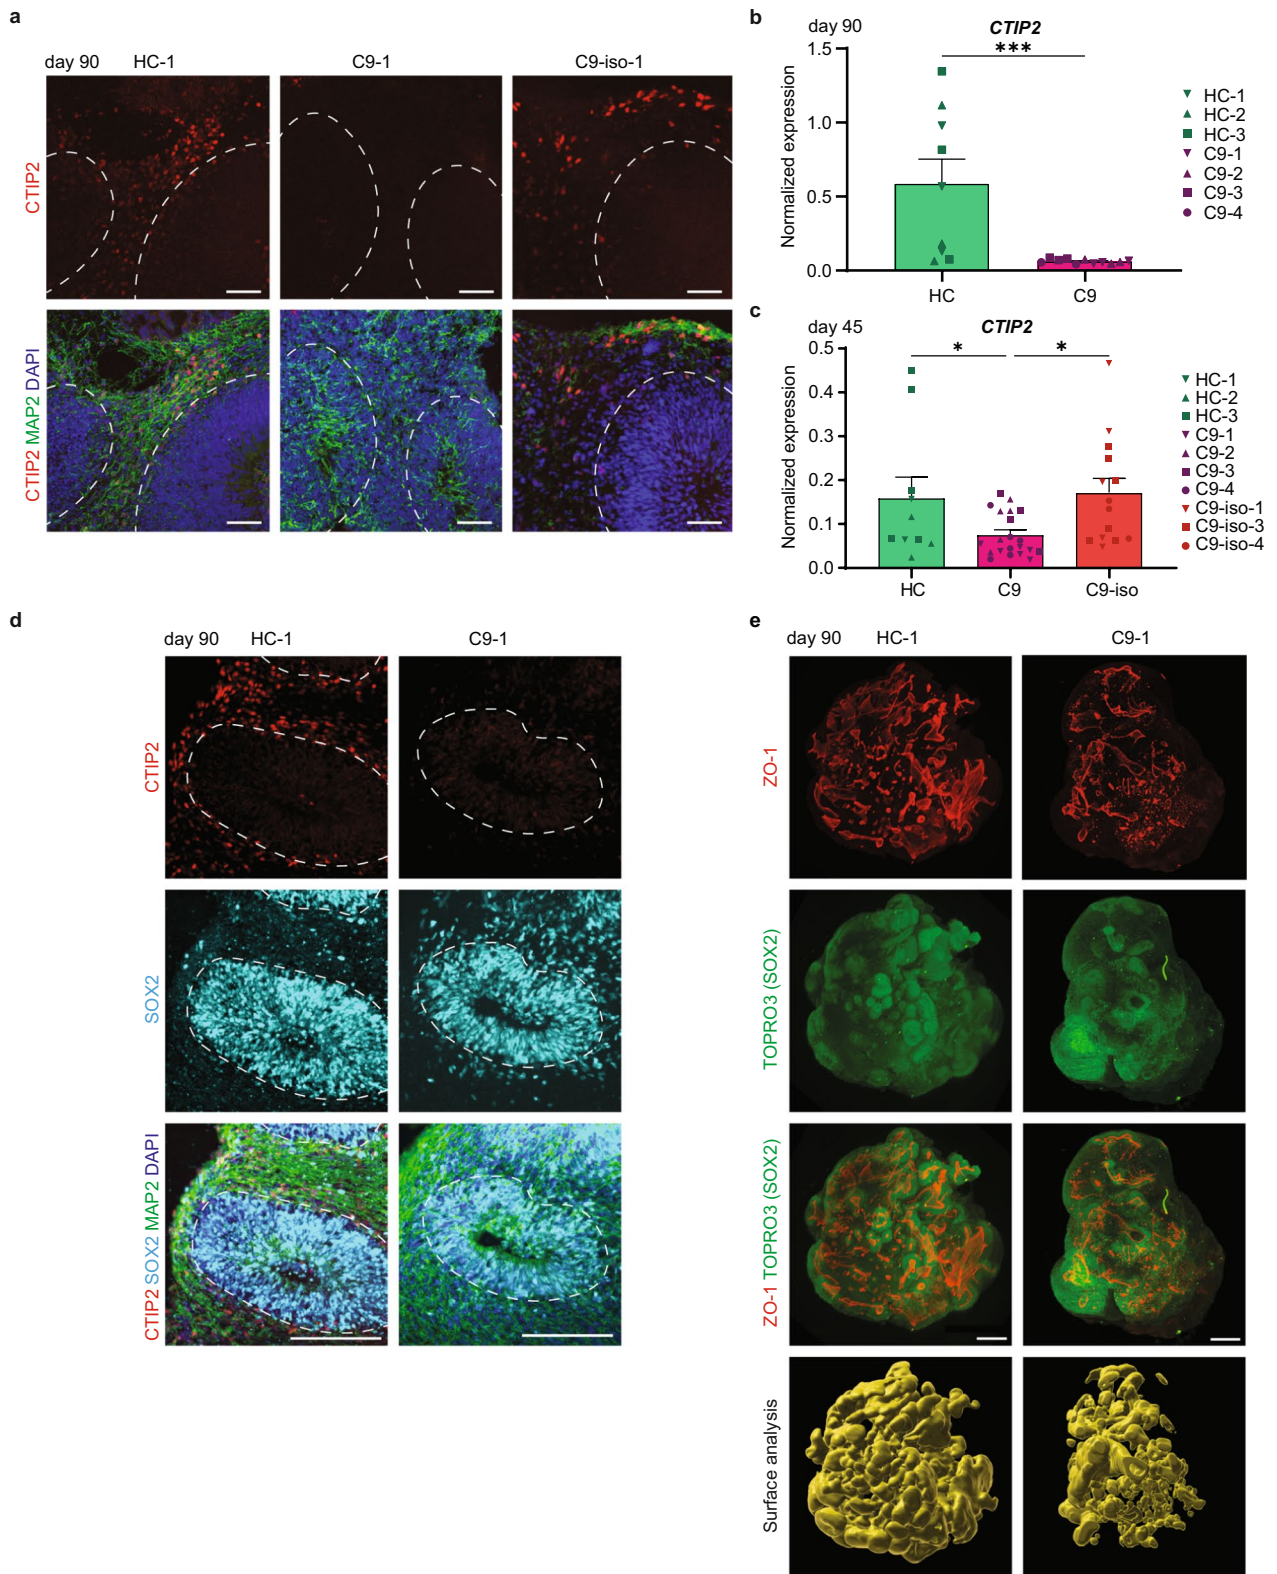 a
day 90 HC-1 C9-1 C9-iso-1
CTIP2
CTIP2 MAP2 DAPI
b
day 90 CTIP2
***
Normalized expression
1.5
1.0
0.5
0.0
HC C9
HC-1
HC-2
HC-3
C9-1
C9-2
C9-3
C9-4
c
day 45 CTIP2
* *
Normalized expression
0.5
0.4
0.3
0.2
0.1
0.0
HC C9 C9-iso
HC-1
HC-2
HC-3
C9-1
C9-2
C9-3
C9-4
C9-iso-1
C9-iso-3
C9-iso-4
d
day 90 HC-1 C9-1
CTIP2
SOX2
CTIP2 SOX2 MAP2 DAPI
e
day 90 HC-1 C9-1
ZO-1
TOPRO3 (SOX2)
ZO-1 TOPRO3 (SOX2)
Surface analysis